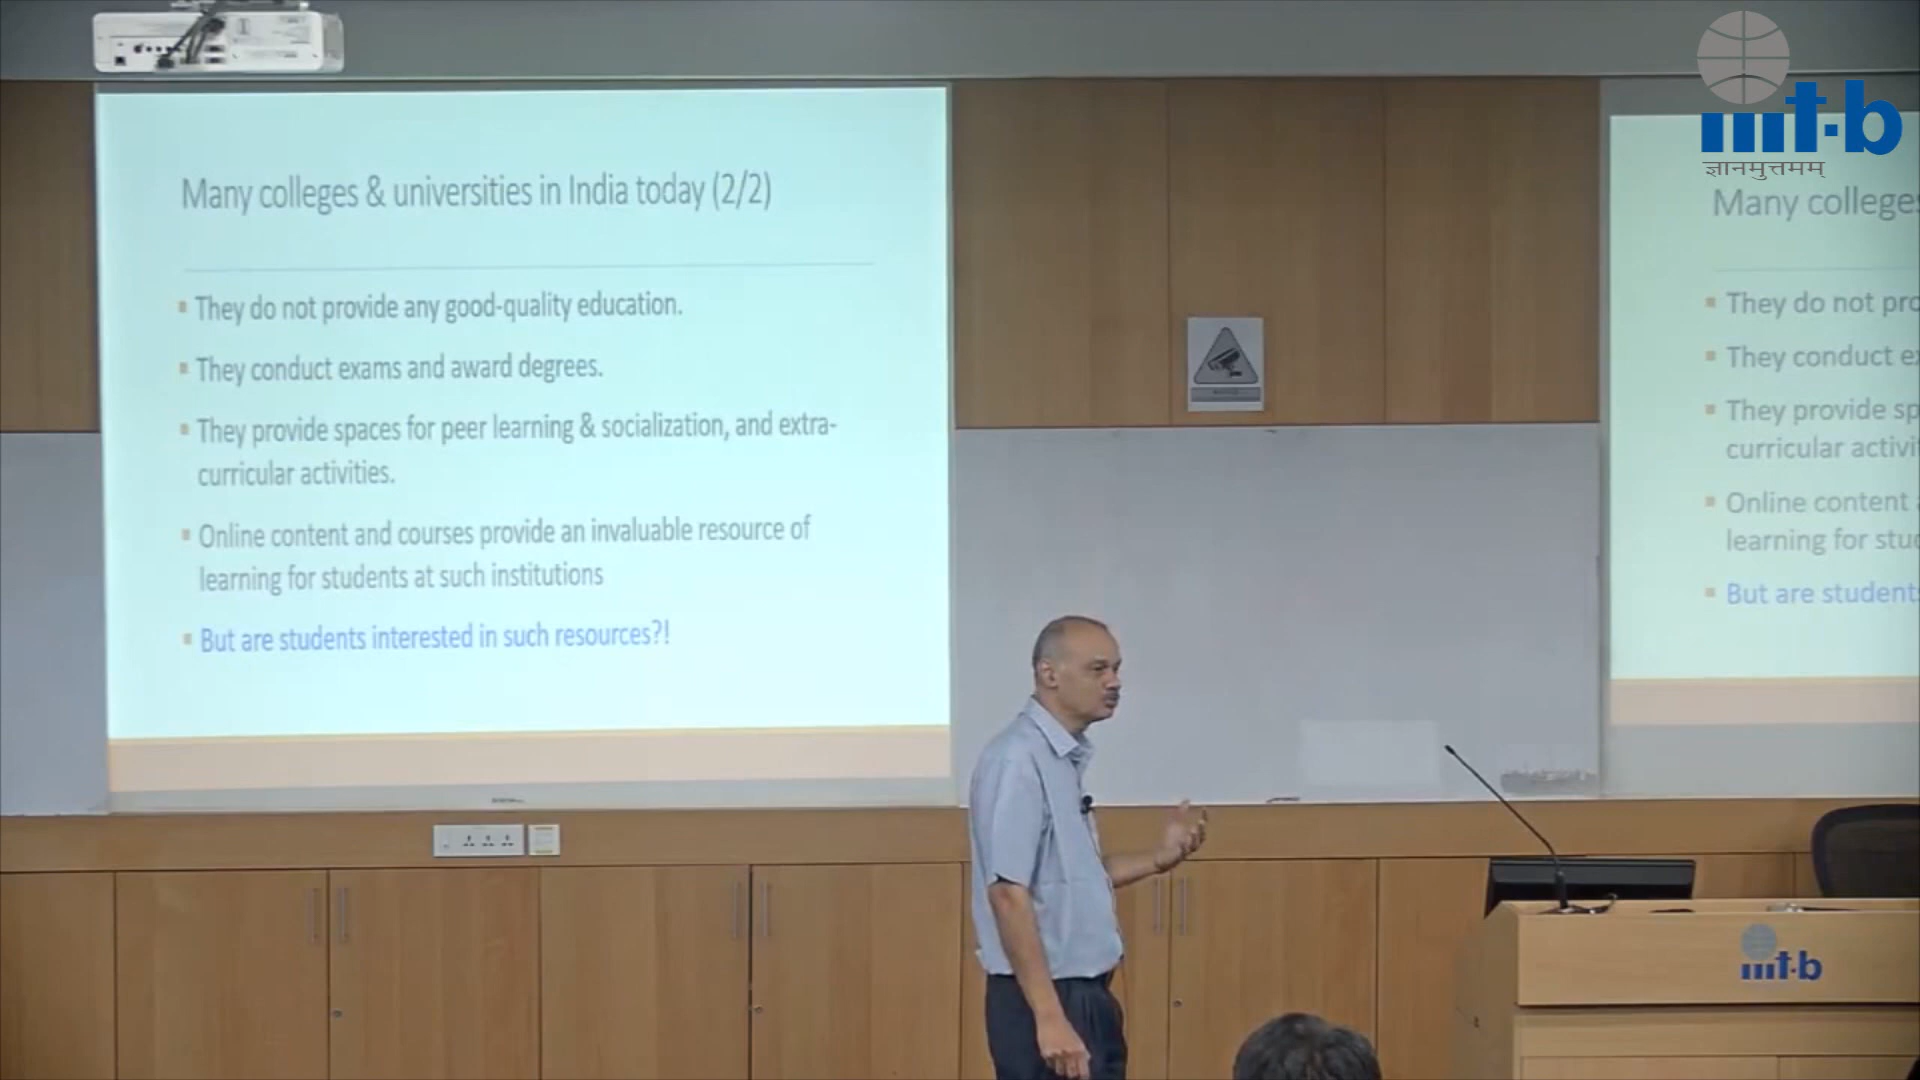 Many colleges & universities in India today (2/2)
They do not provide any good-quality education.
They conduct exams and award degrees.
They provide spaces for peer learning & socialization, and extra-
curricular activities.
Online content and courses provide an invaluable resource of
learning for students at such institutions
But are students interested in such resources?!
iiit-b
ज्ञानमुत्तमम्
Many colleges
They do not pro
They conduct ex
They provide sp
curricular activi
Online content
learning for stud
But are students
iiit-b